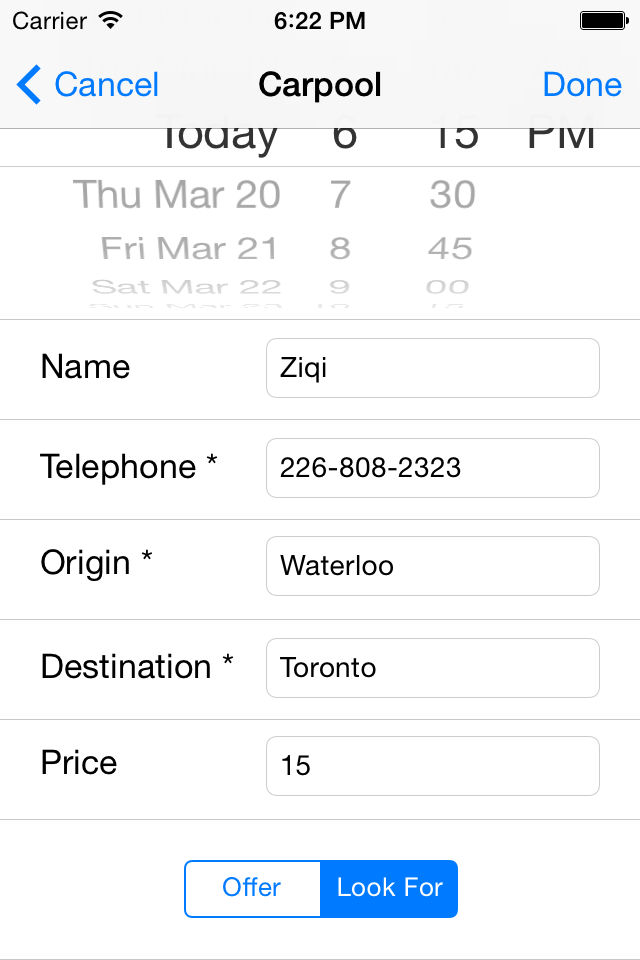 Carrier 6:22 PM
Cancel Carpool Done
Today 6 15 PM
Thu Mar 20 7 30
Fri Mar 21 8 45
Sat Mar 22 9 00
Name Ziqi
Telephone * 226-808-2323
Origin * Waterloo
Destination * Toronto
Price 15
Offer Look For